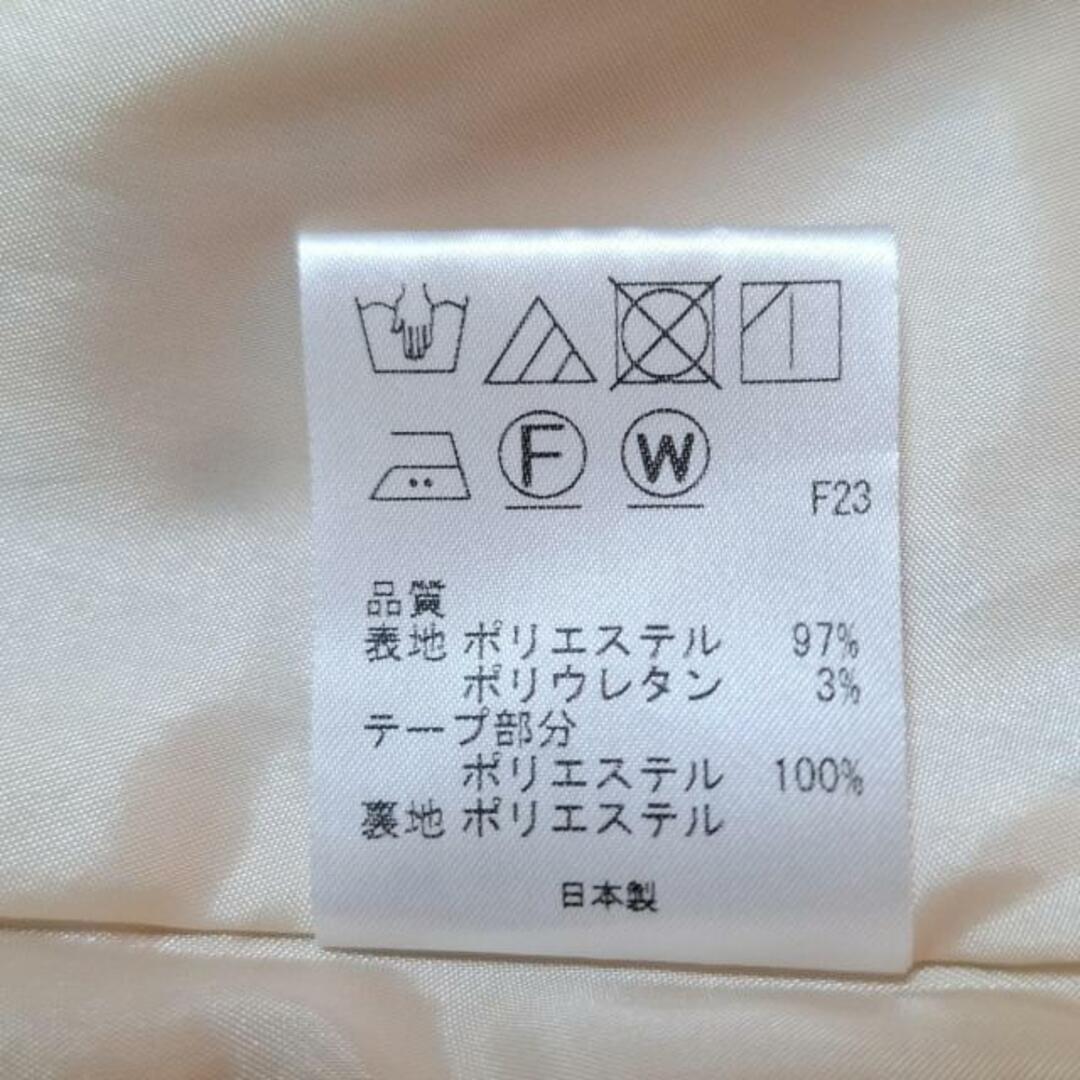 F W
F23
品質
表地 ポリエステル 97%
ポリウレタン 3%
テープ部分
ポリエステル 100%
裏地 ポリエステル
日本製